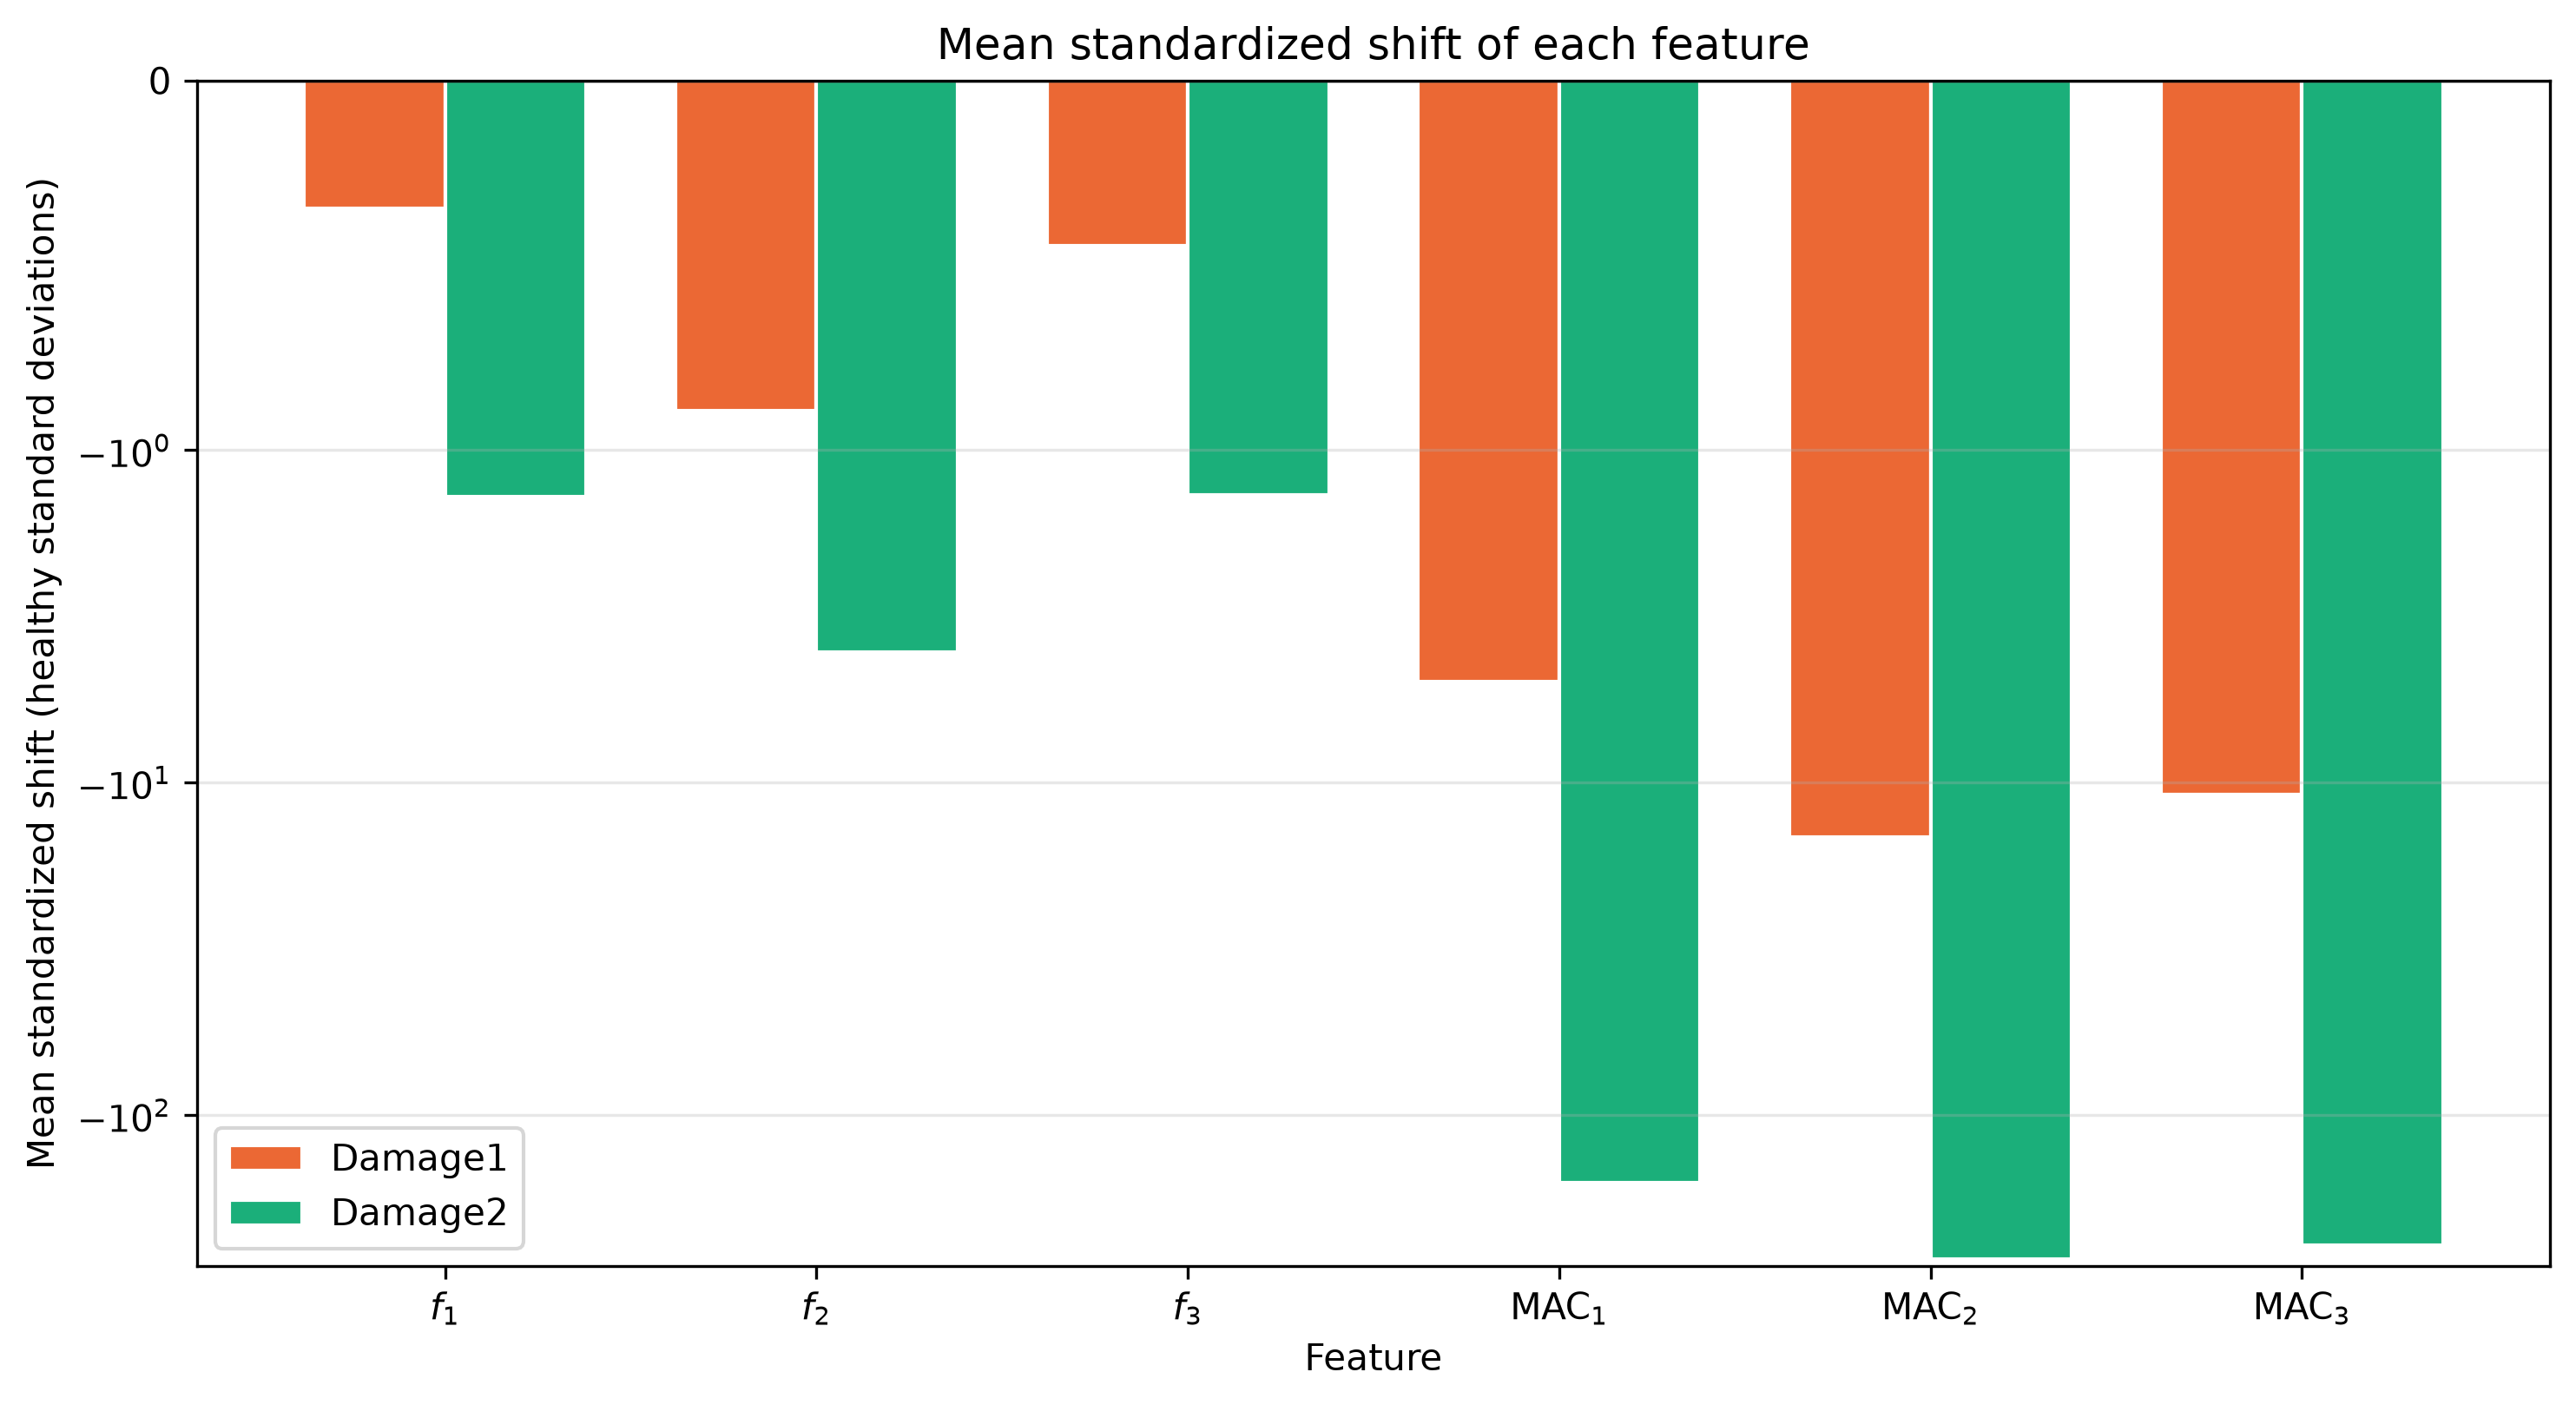 Mean standardized shift of each feature
Mean standardized shift (healthy standard deviations)
0
−10⁰
−10¹
−10²
Damage1
Damage2
f₁ f₂ f₃ MAC₁ MAC₂ MAC₃
Feature